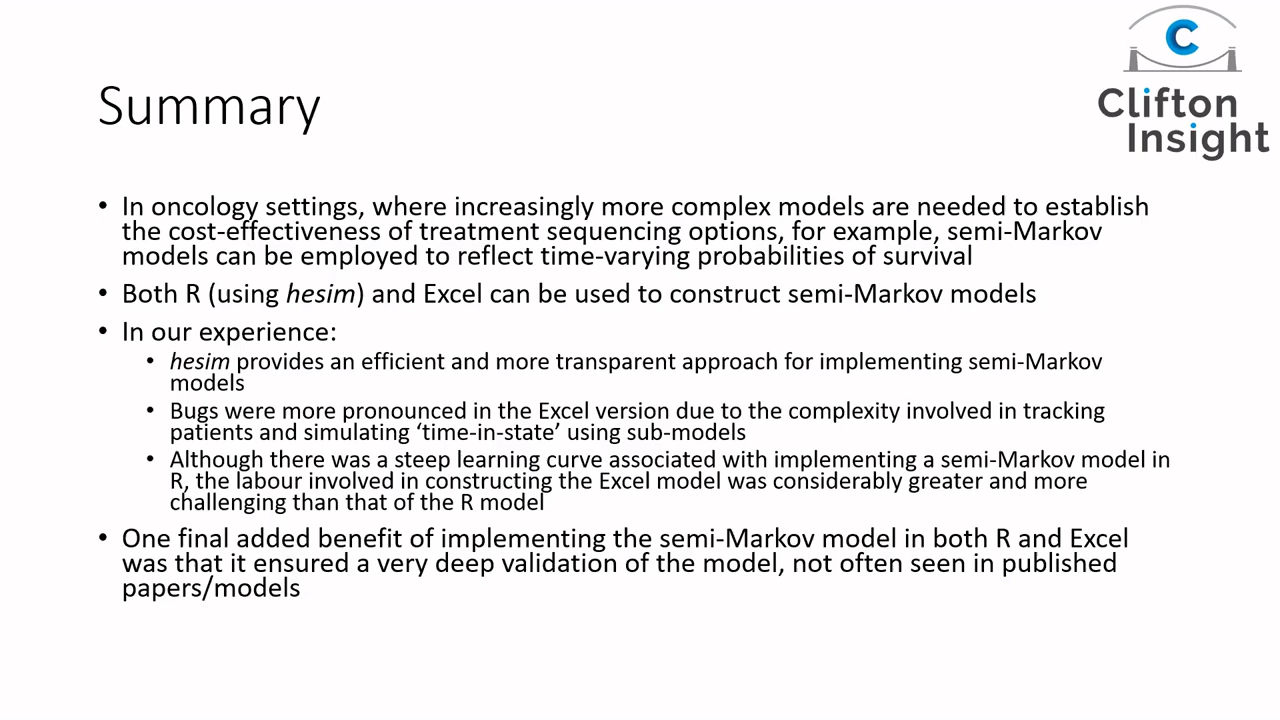 C
Clifton
Insight
Summary
• In oncology settings, where increasingly more complex models are needed to establish
the cost-effectiveness of treatment sequencing options, for example, semi-Markov
models can be employed to reflect time-varying probabilities of survival
• Both R (using hesim) and Excel can be used to construct semi-Markov models
• In our experience:
• hesim provides an efficient and more transparent approach for implementing semi-Markov
models
• Bugs were more pronounced in the Excel version due to the complexity involved in tracking
patients and simulating ‘time-in-state’ using sub-models
• Although there was a steep learning curve associated with implementing a semi-Markov model in
R, the labour involved in constructing the Excel model was considerably greater and more
challenging than that of the R model
• One final added benefit of implementing the semi-Markov model in both R and Excel
was that it ensured a very deep validation of the model, not often seen in published
papers/models